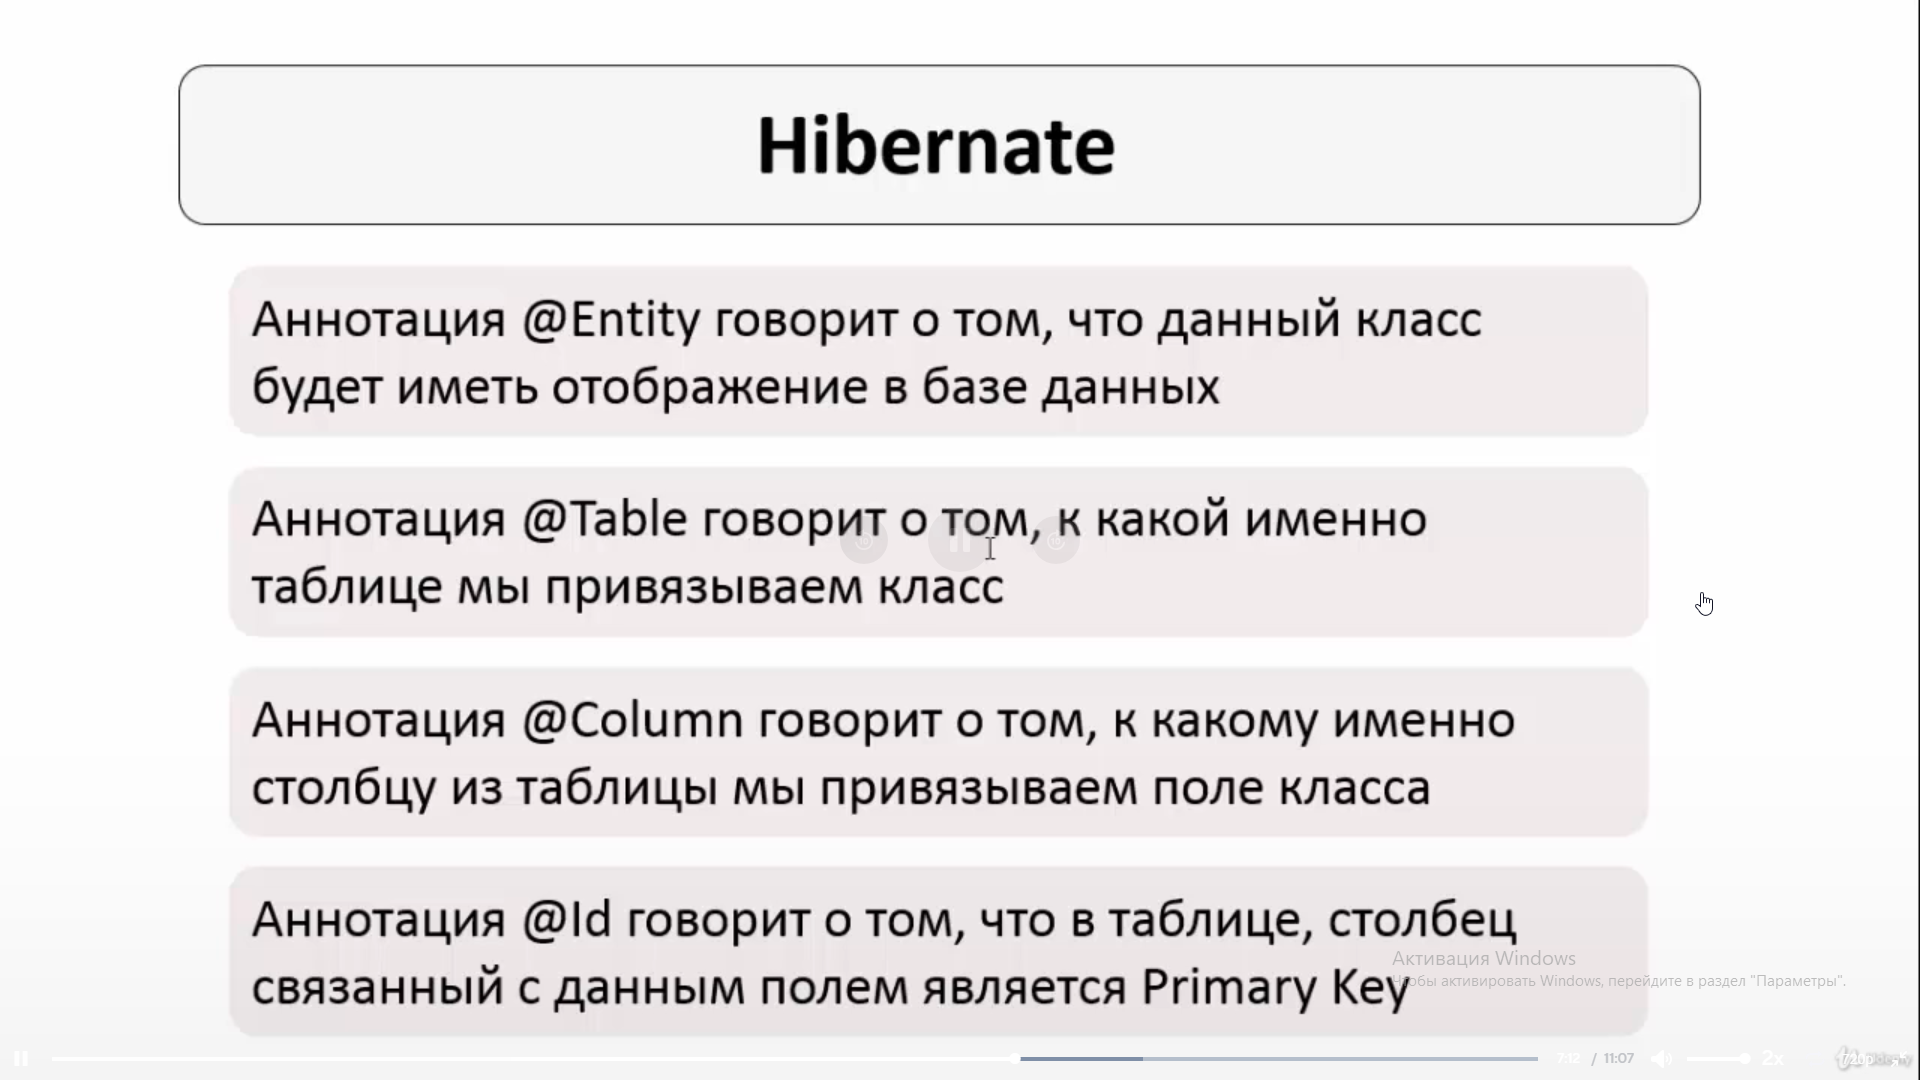 Hibernate
Аннотация @Entity говорит о том, что данный класс
будет иметь отображение в базе данных
Аннотация @Table говорит о том, к какой именно
таблице мы привязываем класс
Аннотация @Column говорит о том, к какому именно
столбцу из таблицы мы привязываем поле класса
Аннотация @Id говорит о том, что в таблице, столбец
связанный с данным полем является Primary Key
Активация Windows
Чтобы активировать Windows, перейдите в раздел "Параметры".
7:12 / 11:07
2x